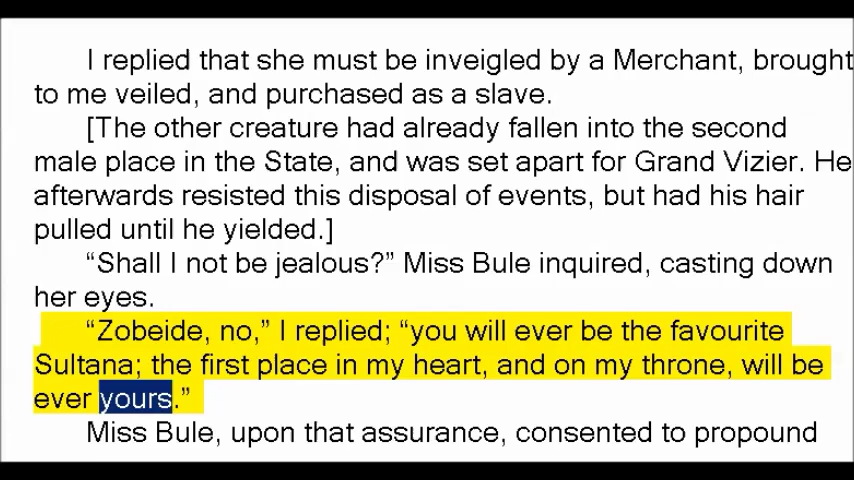 I replied that she must be inveigled by a Merchant, brought
to me veiled, and purchased as a slave.
[The other creature had already fallen into the second
male place in the State, and was set apart for Grand Vizier. He
afterwards resisted this disposal of events, but had his hair
pulled until he yielded.]
“Shall I not be jealous?” Miss Bule inquired, casting down
her eyes.
“Zobeide, no,” I replied; “you will ever be the favourite
Sultana; the first place in my heart, and on my throne, will be
ever yours.”
Miss Bule, upon that assurance, consented to propound